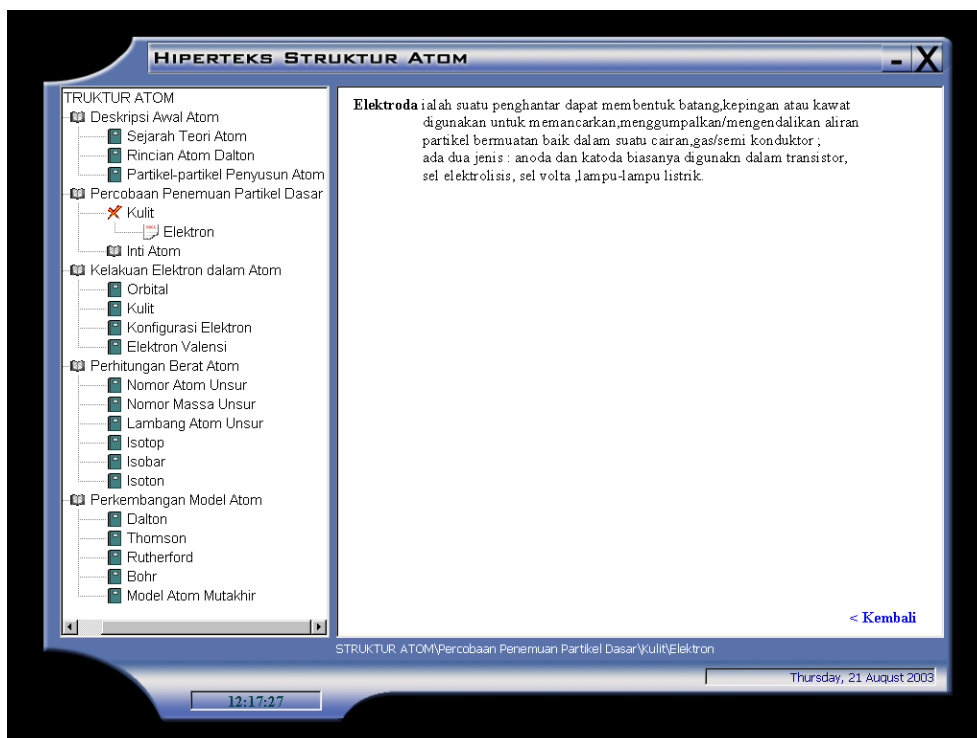 HIPERTEKS STRUKTUR ATOM
- X
TRUKTUR ATOM
Deskripsi Awal Atom
Sejarah Teori Atom
Rincian Atom Dalton
Partikel-partikel Penyusun Atom
Percobaan Penemuan Partikel Dasar
Kulit
Elektron
Inti Atom
Kelakuan Elektron dalam Atom
Orbital
Kulit
Konfigurasi Elektron
Elektron Valensi
Perhitungan Berat Atom
Nomor Atom Unsur
Nomor Massa Unsur
Lambang Atom Unsur
Isotop
Isobar
Isoton
Perkembangan Model Atom
Dalton
Thomson
Rutherford
Bohr
Model Atom Mutakhir
Elektroda ialah suatu penghantar dapat membentuk batang,kepingan atau kawat
digunakan untuk memancarkan,menggumpalkan/mengendalikan aliran
partikel bermuatan baik dalam suatu cairan,gas/semi konduktor ;
ada dua jenis : anoda dan katoda biasanya digunakn dalam transistor,
sel elektrolisis, sel volta ,lampu-lampu listrik.
< Kembali
STRUKTUR ATOM\Percobaan Penemuan Partikel Dasar\Kulit\Elektron
Thursday, 21 August 2003
12:17:27